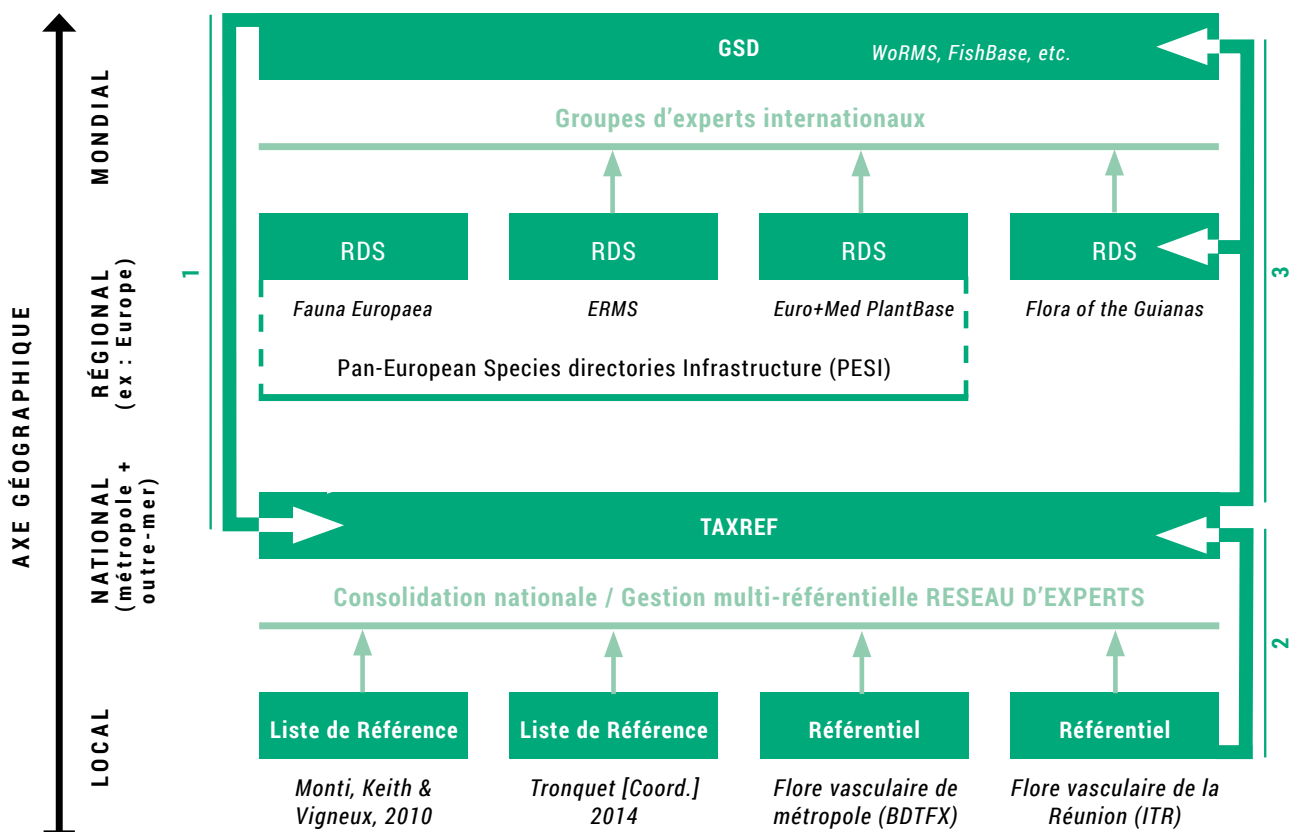 AXE GÉOGRAPHIQUE
MONDIAL
RÉGIONAL
(ex : Europe)
NATIONAL
(métropole +
outre-mer)
LOCAL
1
GSD
WoRMS, FishBase, etc.
Groupes d'experts internationaux
RDS
RDS
RDS
RDS
Fauna Europaea
ERMS
Euro+Med PlantBase
Flora of the Guianas
Pan-European Species directories Infrastructure (PESI)
3
TAXREF
Consolidation nationale / Gestion multi-référentielle RESEAU D'EXPERTS
2
Liste de Référence
Liste de Référence
Référentiel
Référentiel
Monti, Keith &
Vigneux, 2010
Tronquet [Coord.]
2014
Flore vasculaire de
métropole (BDTFX)
Flore vasculaire de la
Réunion (ITR)